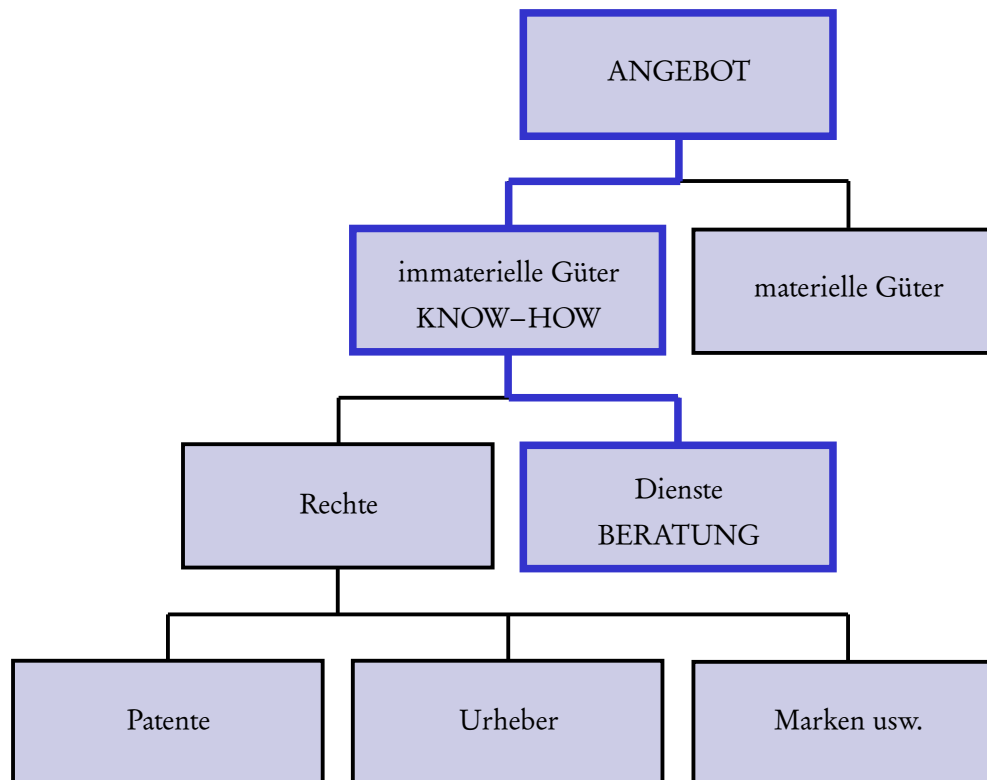 ANGEBOT
immaterielle Güter
KNOW–HOW
materielle Güter
Rechte
Dienste
BERATUNG
Patente
Urheber
Marken usw.